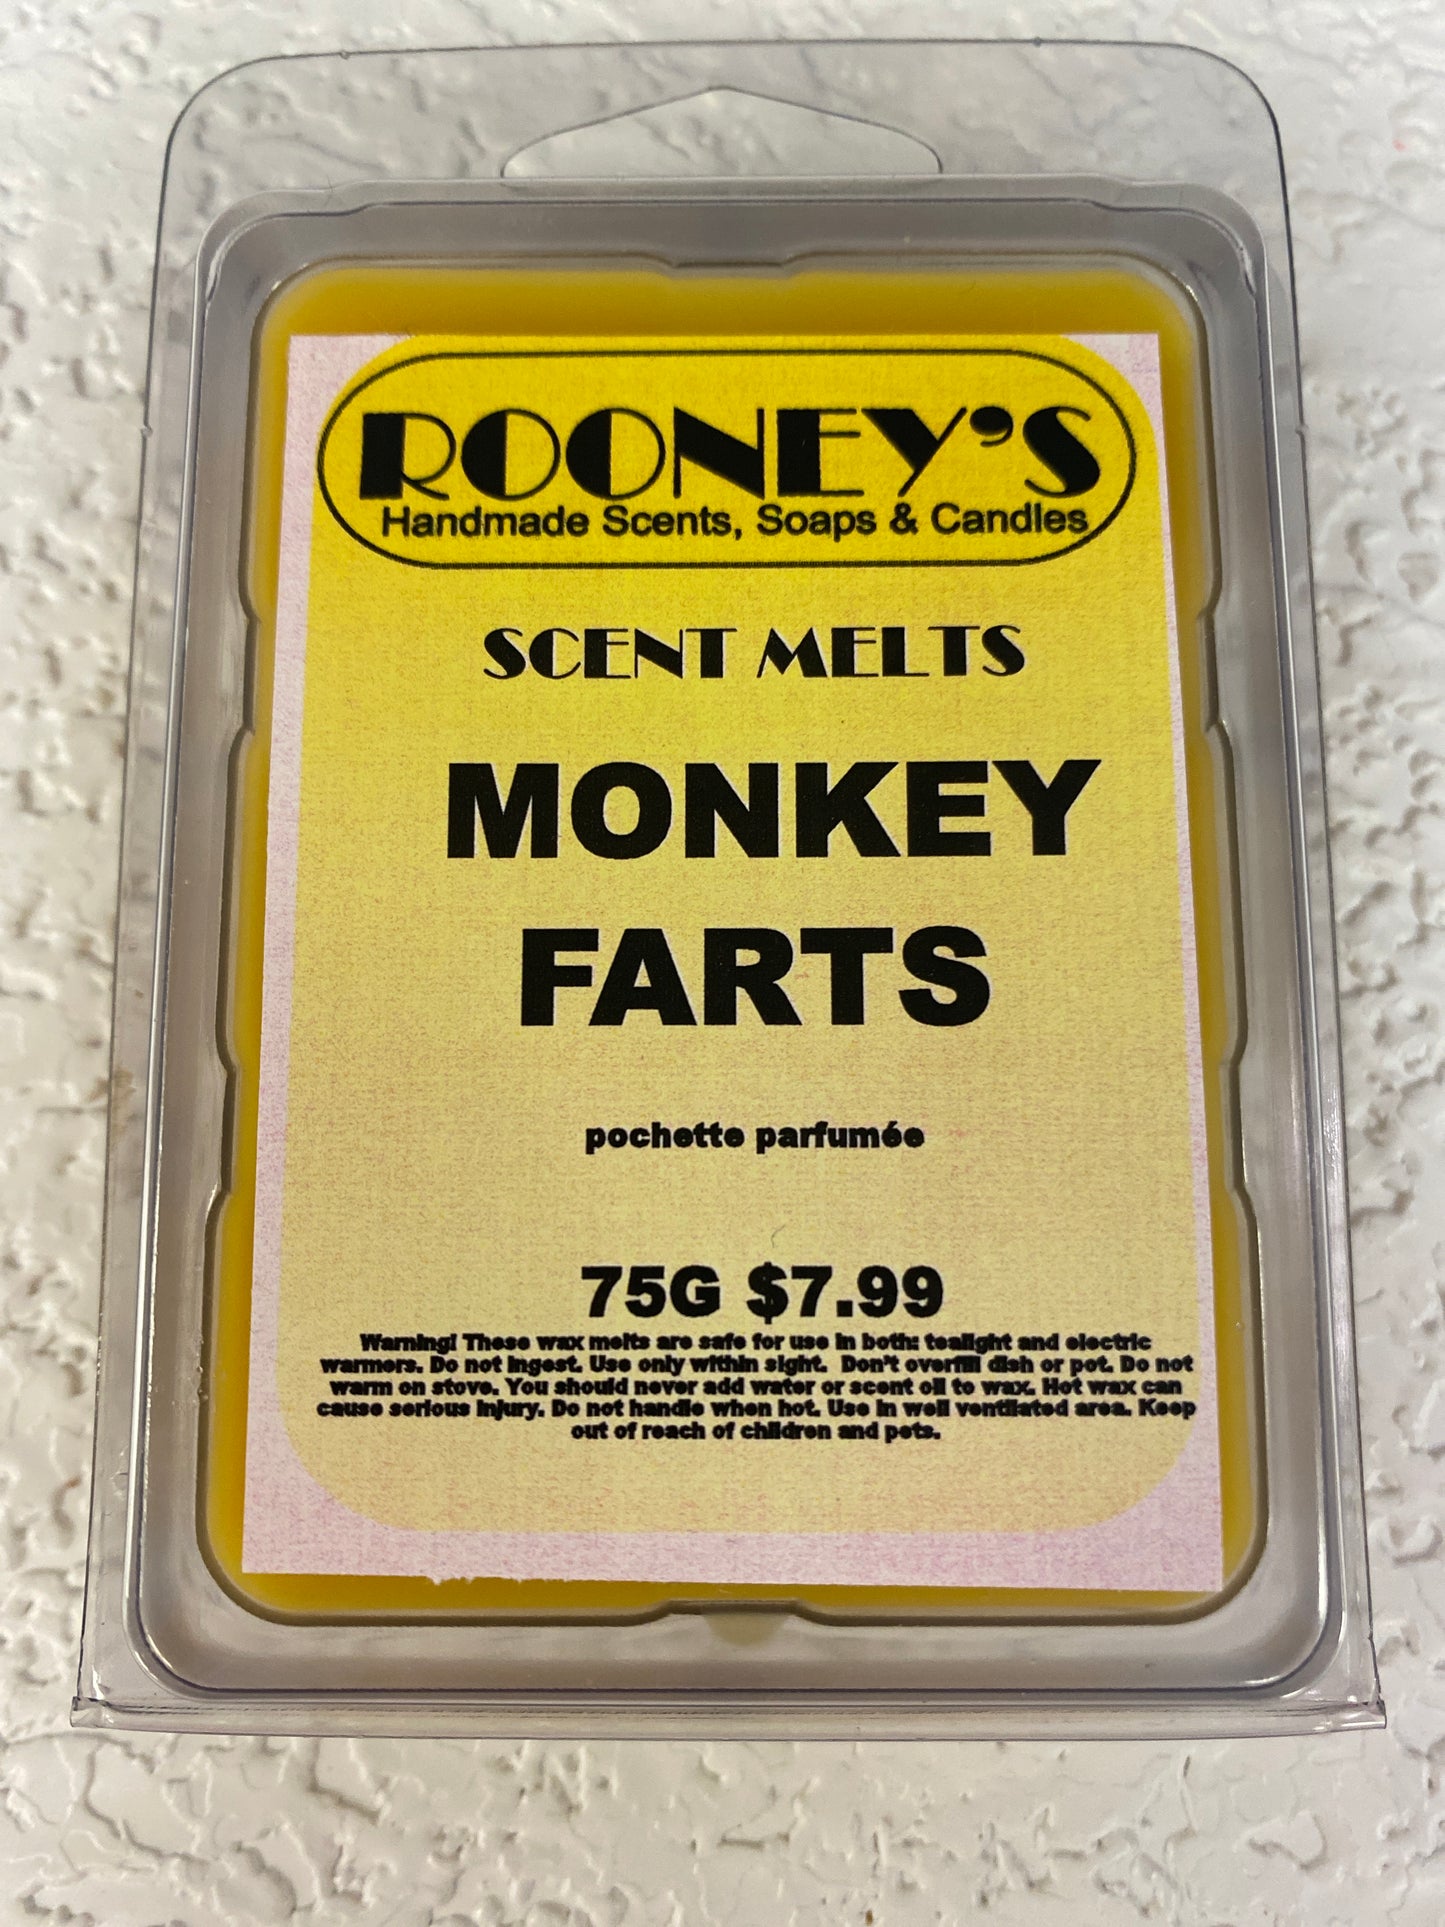 ROONEY'S
Handmade Scents, Soaps & Candles
SCENT MELTS
MONKEY
FARTS
pochette parfumée
75G $7.99
Warning! These wax melts are safe for use in both: tealight and electric
warmers. Do not ingest. Use only within sight. Don't overfill dish or pot. Do not
warm on stove. You should never add water or scent oil to wax. Hot wax can
cause serious injury. Do not handle when hot. Use in well ventilated area. Keep
out of reach of children and pets.